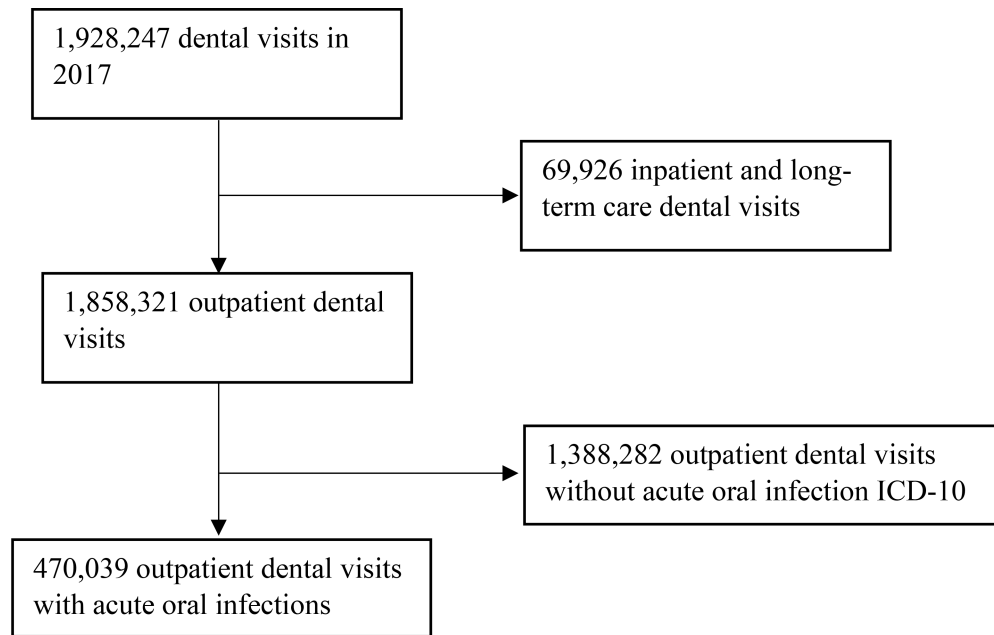 1,928,247 dental visits in
2017
69,926 inpatient and long-
term care dental visits
1,858,321 outpatient dental
visits
1,388,282 outpatient dental visits
without acute oral infection ICD-10
470,039 outpatient dental visits
with acute oral infections